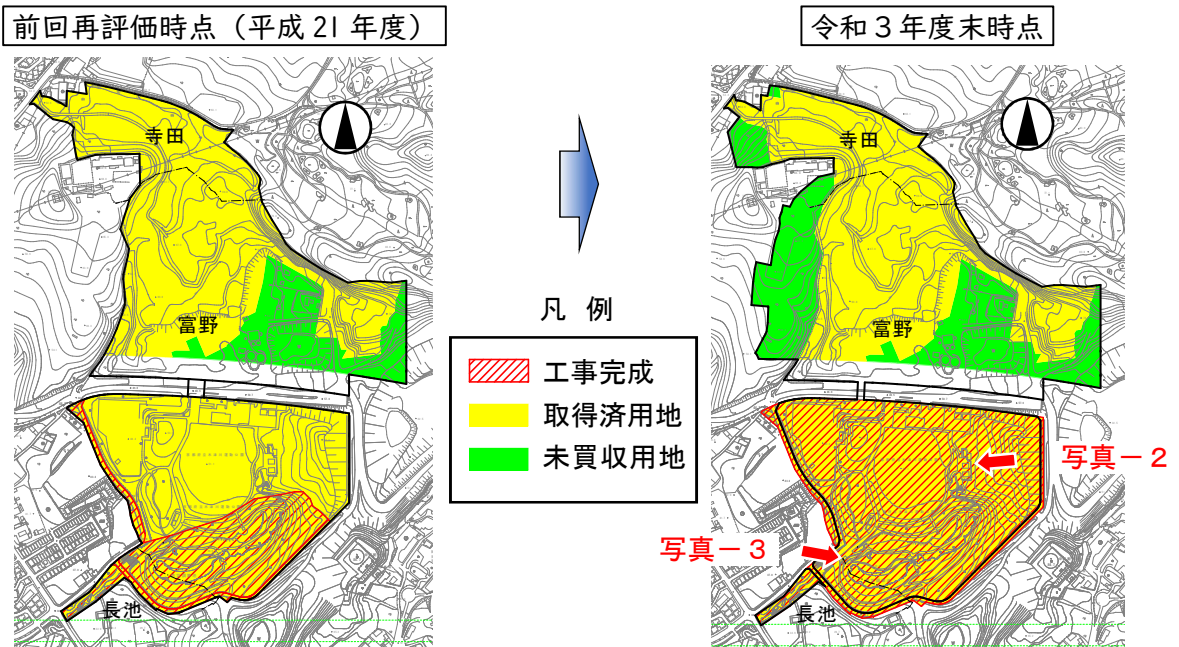 前回再評価時点（平成21年度）
令和３年度末時点
寺田
富野
長池
凡 例
工事完成
取得済用地
未買収用地
寺田
富野
写真－２
写真－３
長池